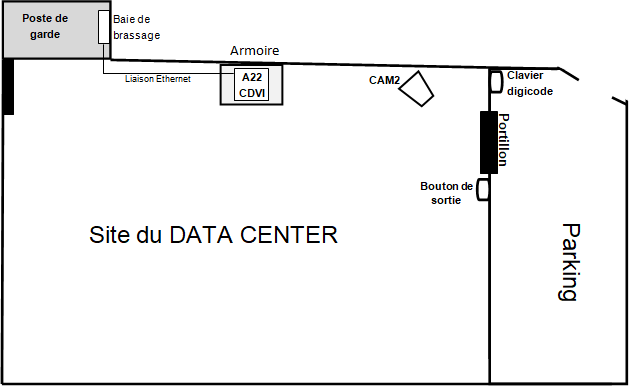 Poste de
garde
Baie de
brassage
Armoire
Liaison Ethernet
A22
CDVI
CAM2
Clavier
digicode
Portillon
Bouton de
sortie
Site du DATA CENTER
Parking